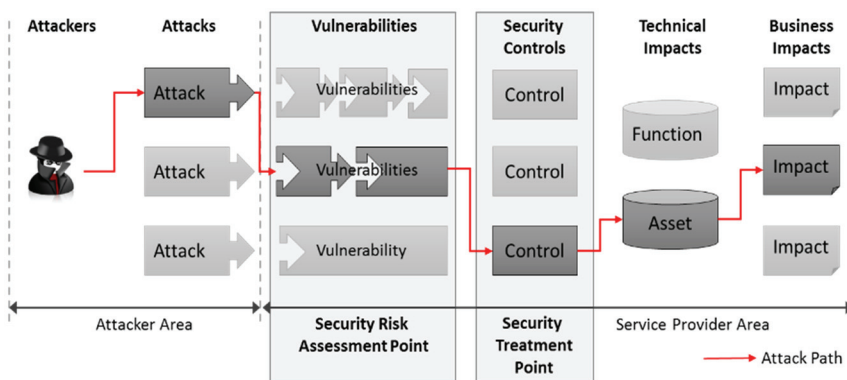 Attackers
Attacks
Vulnerabilities
Security
Controls
Technical
Impacts
Business
Impacts
Attack
Vulnerabilities
Control
Function
Impact
Attack
Vulnerabilities
Control
Asset
Impact
Attack
Vulnerability
Control
Impact
Attacker Area
Security Risk
Assessment Point
Security
Treatment
Point
Service Provider Area
Attack Path